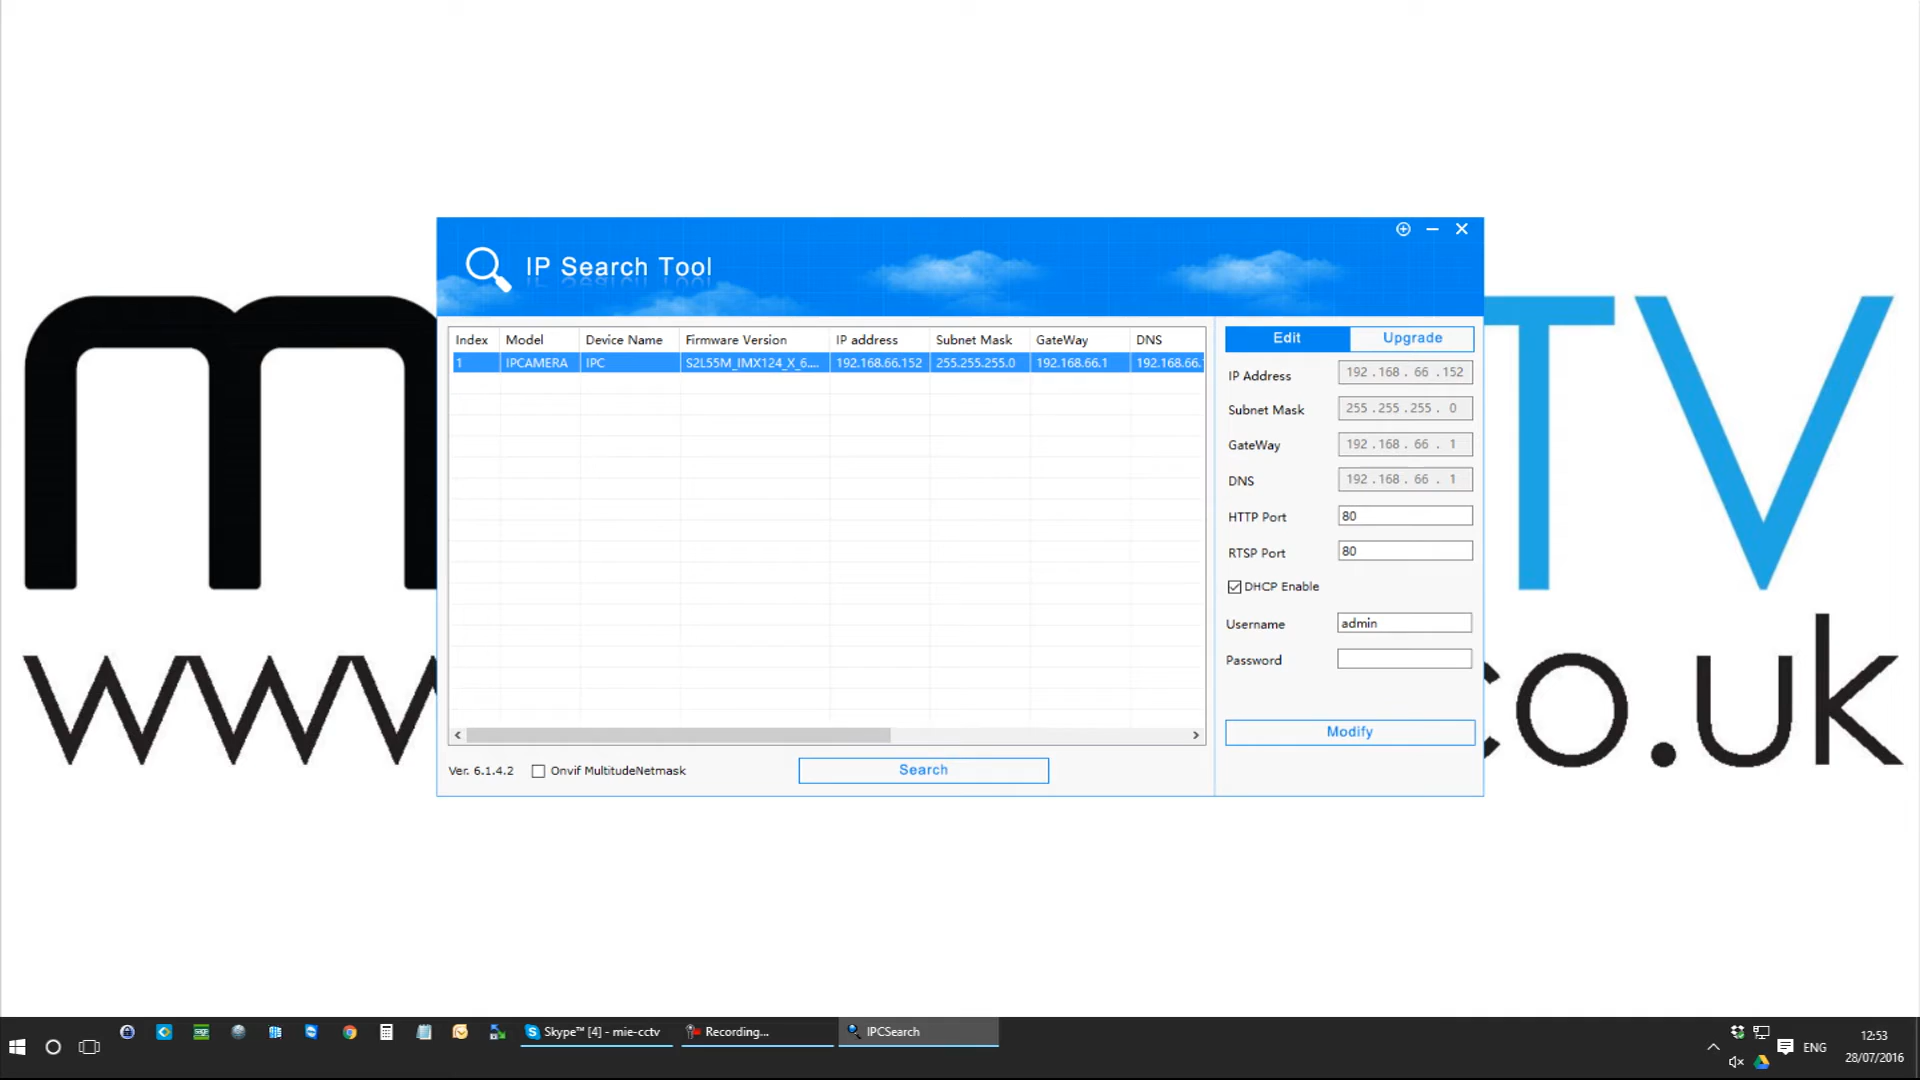 IP Search Tool
Index Model Device Name Firmware Version IP address Subnet Mask GateWay DNS
1 IPCAMERA IPC S2L55M_IMX124_X_6.... 192.168.66.152 255.255.255.0 192.168.66.1 192.168.66.
Edit Upgrade
IP Address 192 . 168 . 66 . 152
Subnet Mask 255 . 255 . 255 . 0
GateWay 192 . 168 . 66 . 1
DNS 192 . 168 . 66 . 1
HTTP Port 80
RTSP Port 80
DHCP Enable
Username admin
Password
Modify
Ver. 6.1.4.2 Onvif MultitudeNetmask Search
m TV
www. co.uk
Skype™ [4] - mie-cctv Recording... IPCSearch
ENG
12:53
28/07/2016